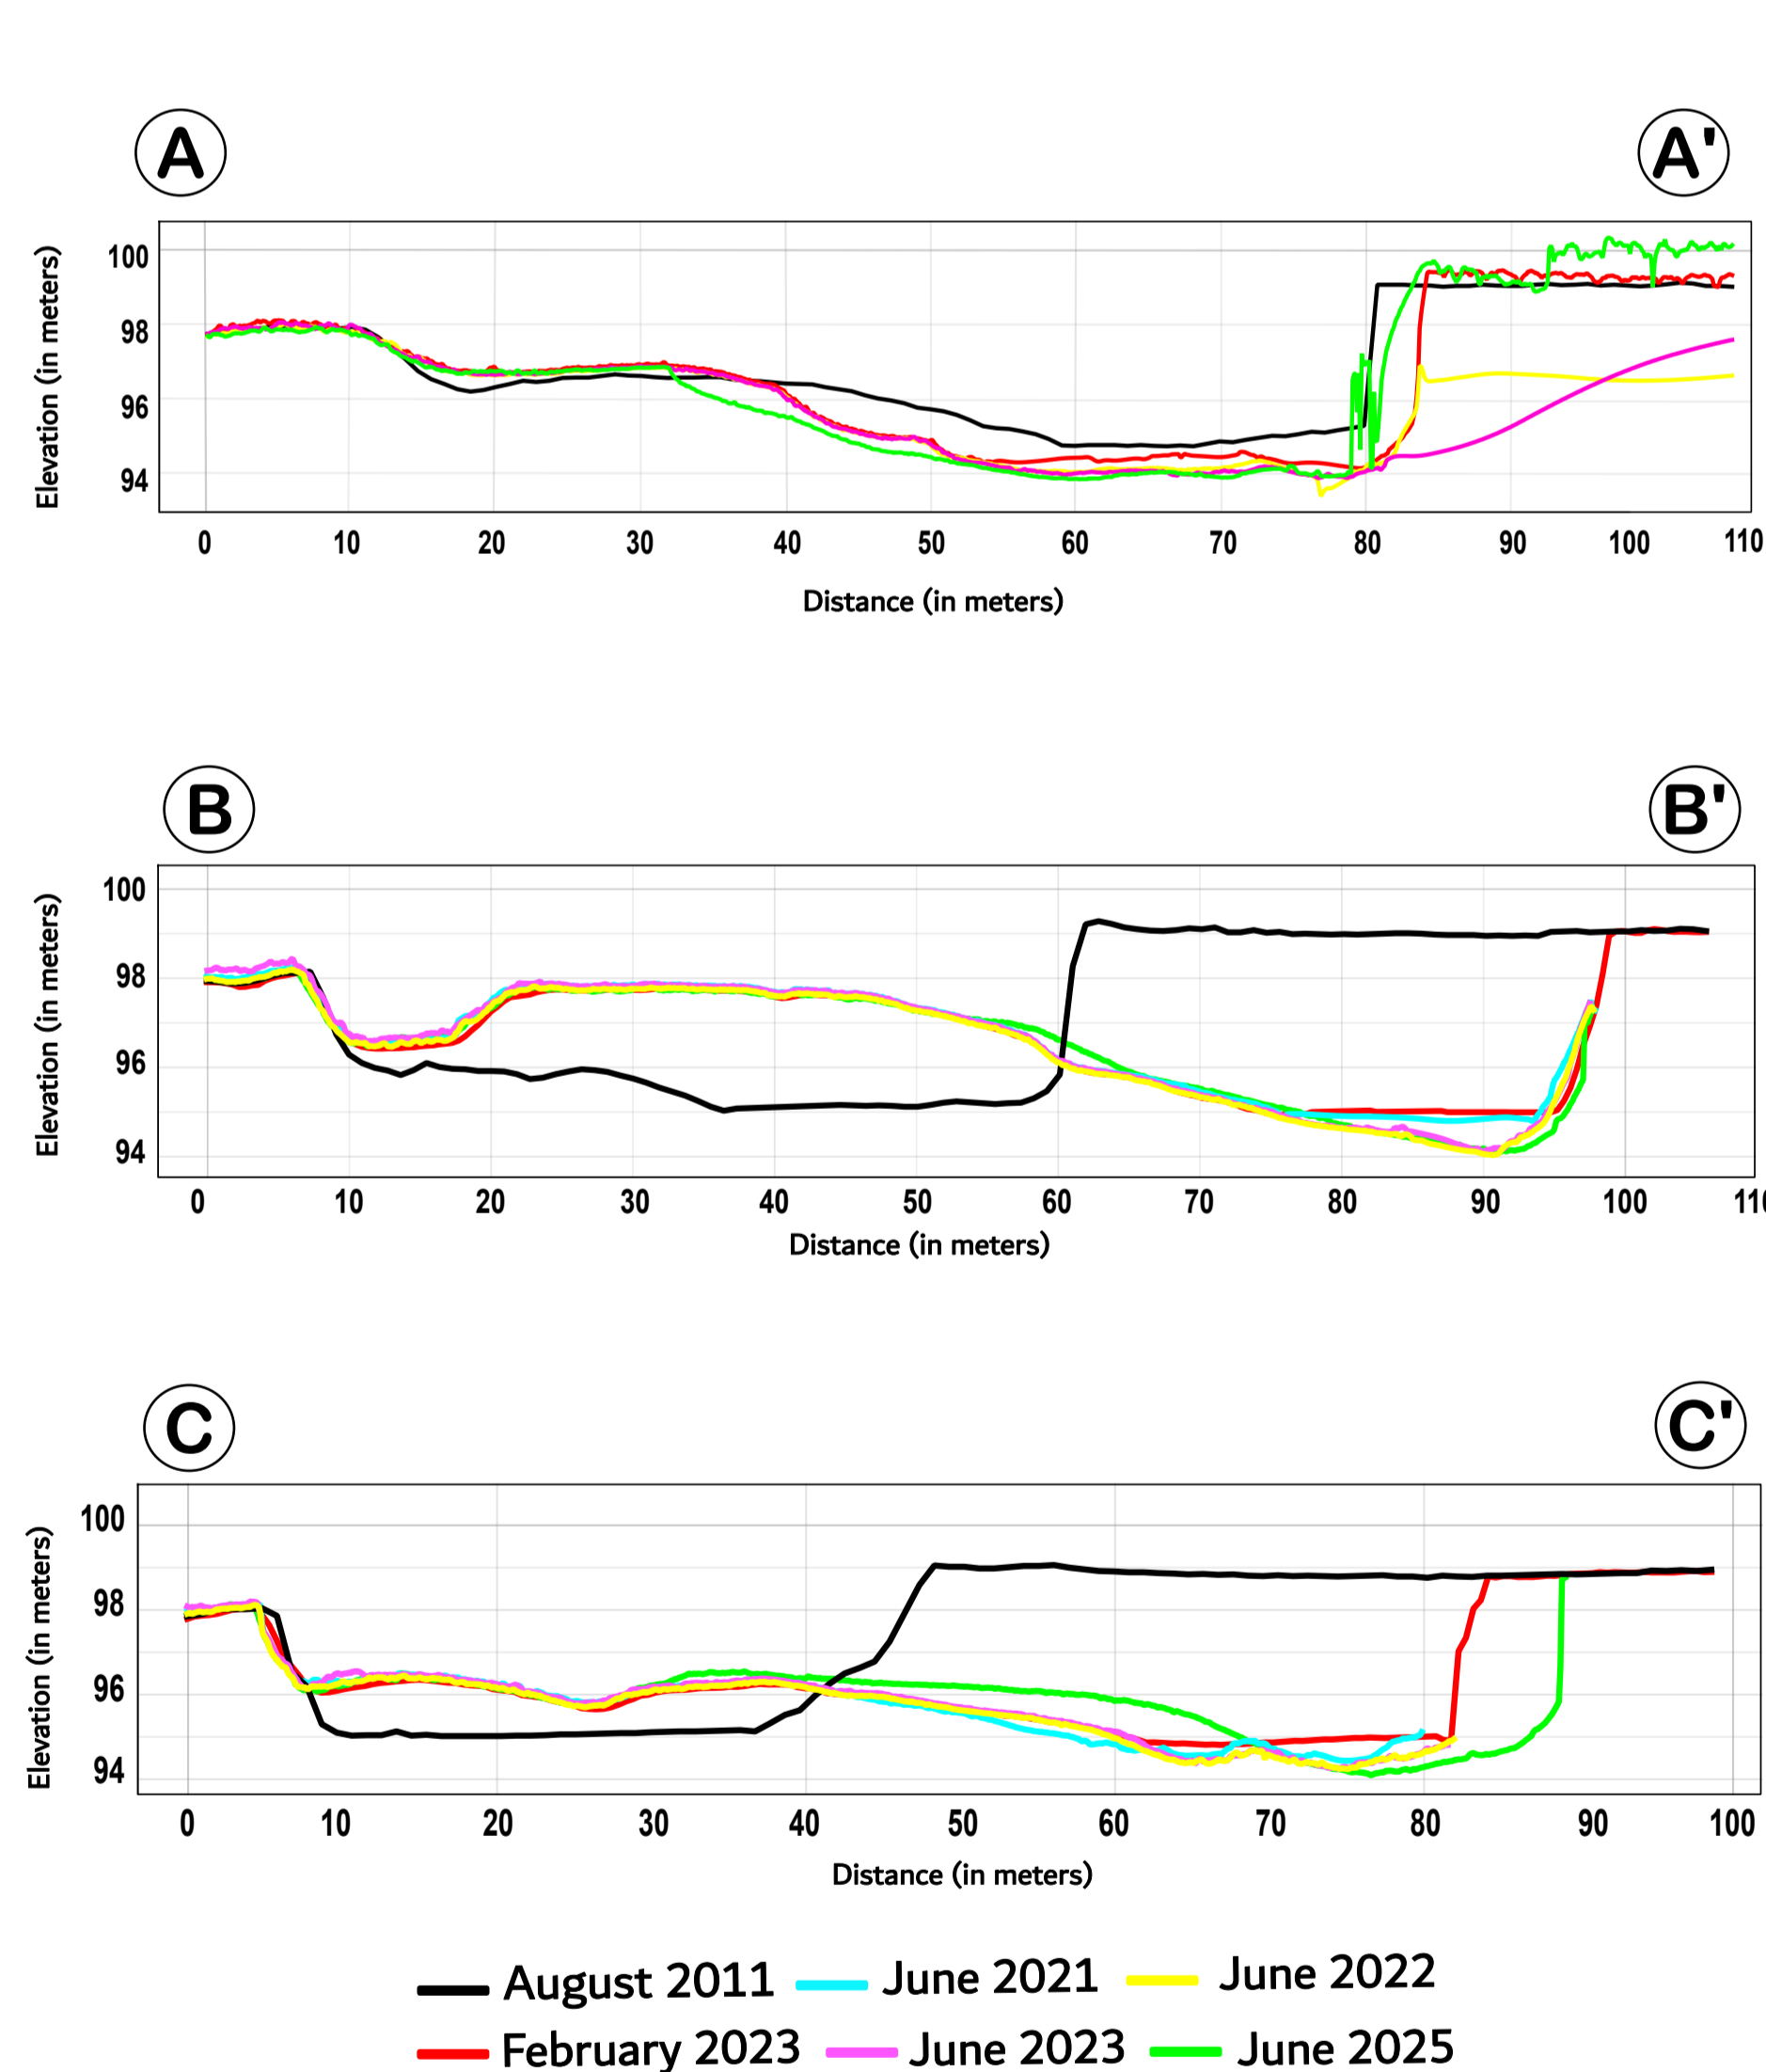 A A'
Elevation (in meters)
100
98
96
94
0 10 20 30 40 50 60 70 80 90 100 110
Distance (in meters)
B B'
Elevation (in meters)
100
98
96
94
0 10 20 30 40 50 60 70 80 90 100 110
Distance (in meters)
C C'
Elevation (in meters)
100
98
96
94
0 10 20 30 40 50 60 70 80 90 100
Distance (in meters)
August 2011 June 2021 June 2022
February 2023 June 2023 June 2025